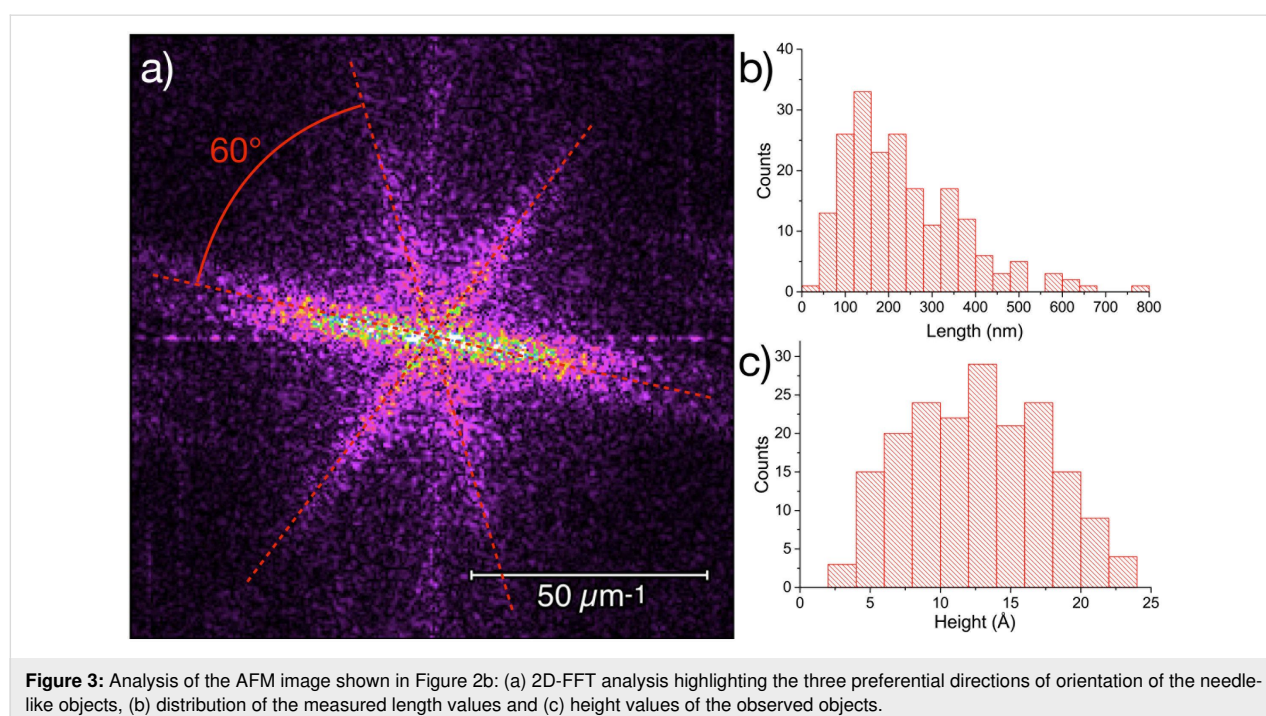 a)
60°
50 µm-1
b)
40
30
20
10
0
Counts
0 100 200 300 400 500 600 700 800
Length (nm)
c)
30
25
20
15
10
5
0
Counts
0 5 10 15 20 25
Height (Å)
Figure 3: Analysis of the AFM image shown in Figure 2b: (a) 2D-FFT analysis highlighting the three preferential directions of orientation of the needle-
like objects, (b) distribution of the measured length values and (c) height values of the observed objects.